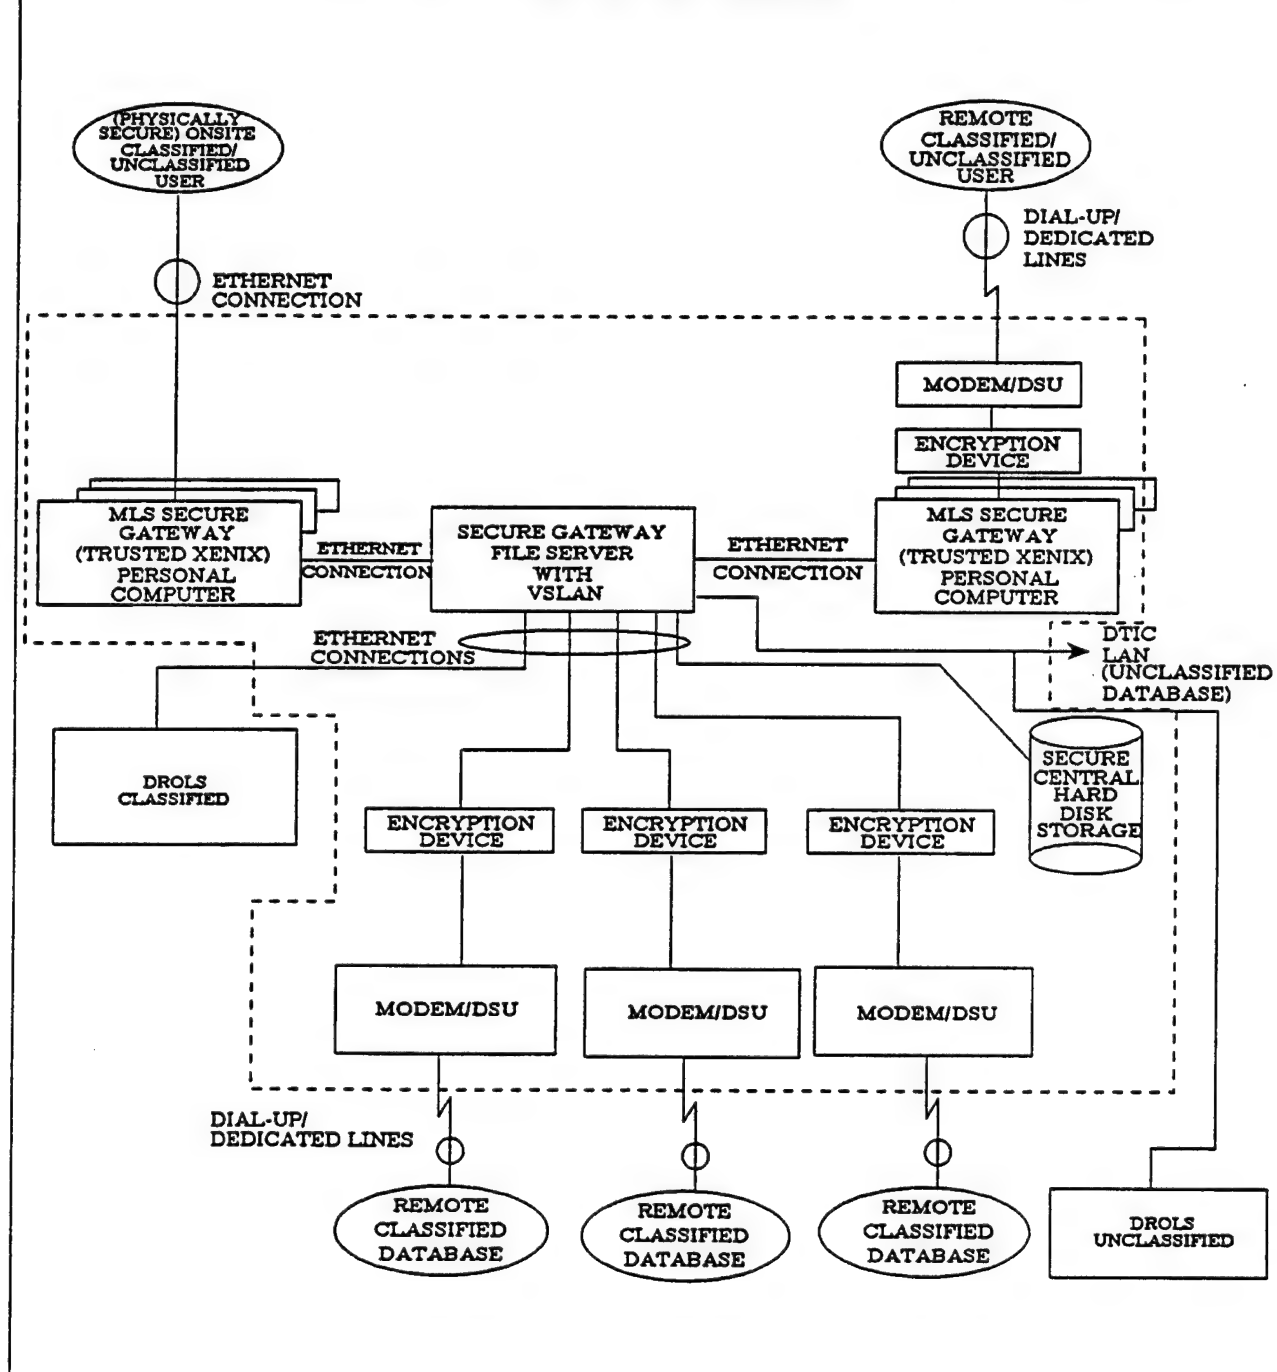 (PHYSICALLY
SECURE) ONSITE
CLASSIFIED/
UNCLASSIFIED
USER
REMOTE
CLASSIFIED/
UNCLASSIFIED
USER
DIAL-UP/
DEDICATED
LINES
ETHERNET
CONNECTION
MODEM/DSU
ENCRYPTION
DEVICE
MLS SECURE
GATEWAY
(TRUSTED XENIX)
PERSONAL
COMPUTER
ETHERNET
CONNECTION
SECURE GATEWAY
FILE SERVER
WITH
VSLAN
ETHERNET
CONNECTION
MLS SECURE
GATEWAY
(TRUSTED XENIX)
PERSONAL
COMPUTER
ETHERNET
CONNECTIONS
DTIC
LAN
(UNCLASSIFIED
DATABASE)
DROLS
CLASSIFIED
SECURE
CENTRAL
HARD
DISK
STORAGE
ENCRYPTION
DEVICE
ENCRYPTION
DEVICE
ENCRYPTION
DEVICE
MODEM/DSU
MODEM/DSU
MODEM/DSU
DIAL-UP/
DEDICATED LINES
REMOTE
CLASSIFIED
DATABASE
REMOTE
CLASSIFIED
DATABASE
REMOTE
CLASSIFIED
DATABASE
DROLS
UNCLASSIFIED